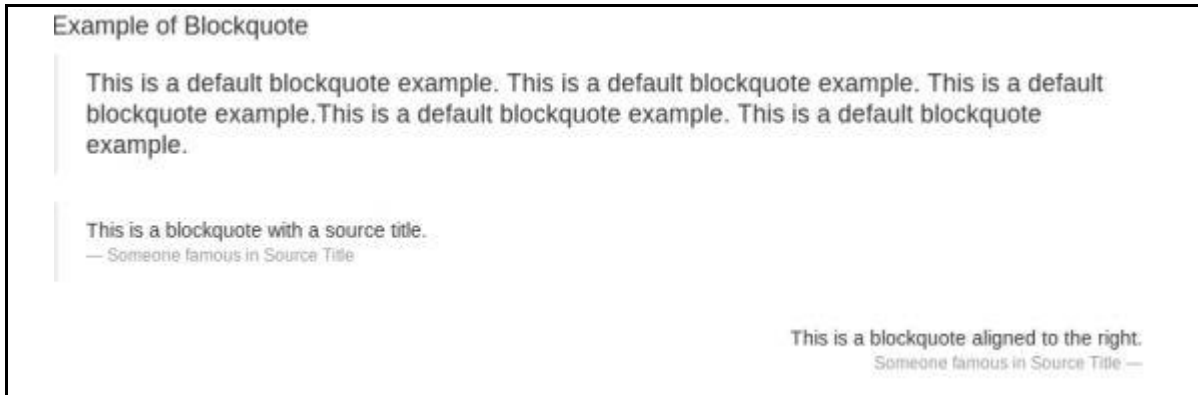 Example of Blockquote
This is a default blockquote example. This is a default blockquote example. This is a default
blockquote example.This is a default blockquote example. This is a default blockquote
example.
This is a blockquote with a source title.
— Someone famous in Source Title
This is a blockquote aligned to the right.
Someone famous in Source Title —